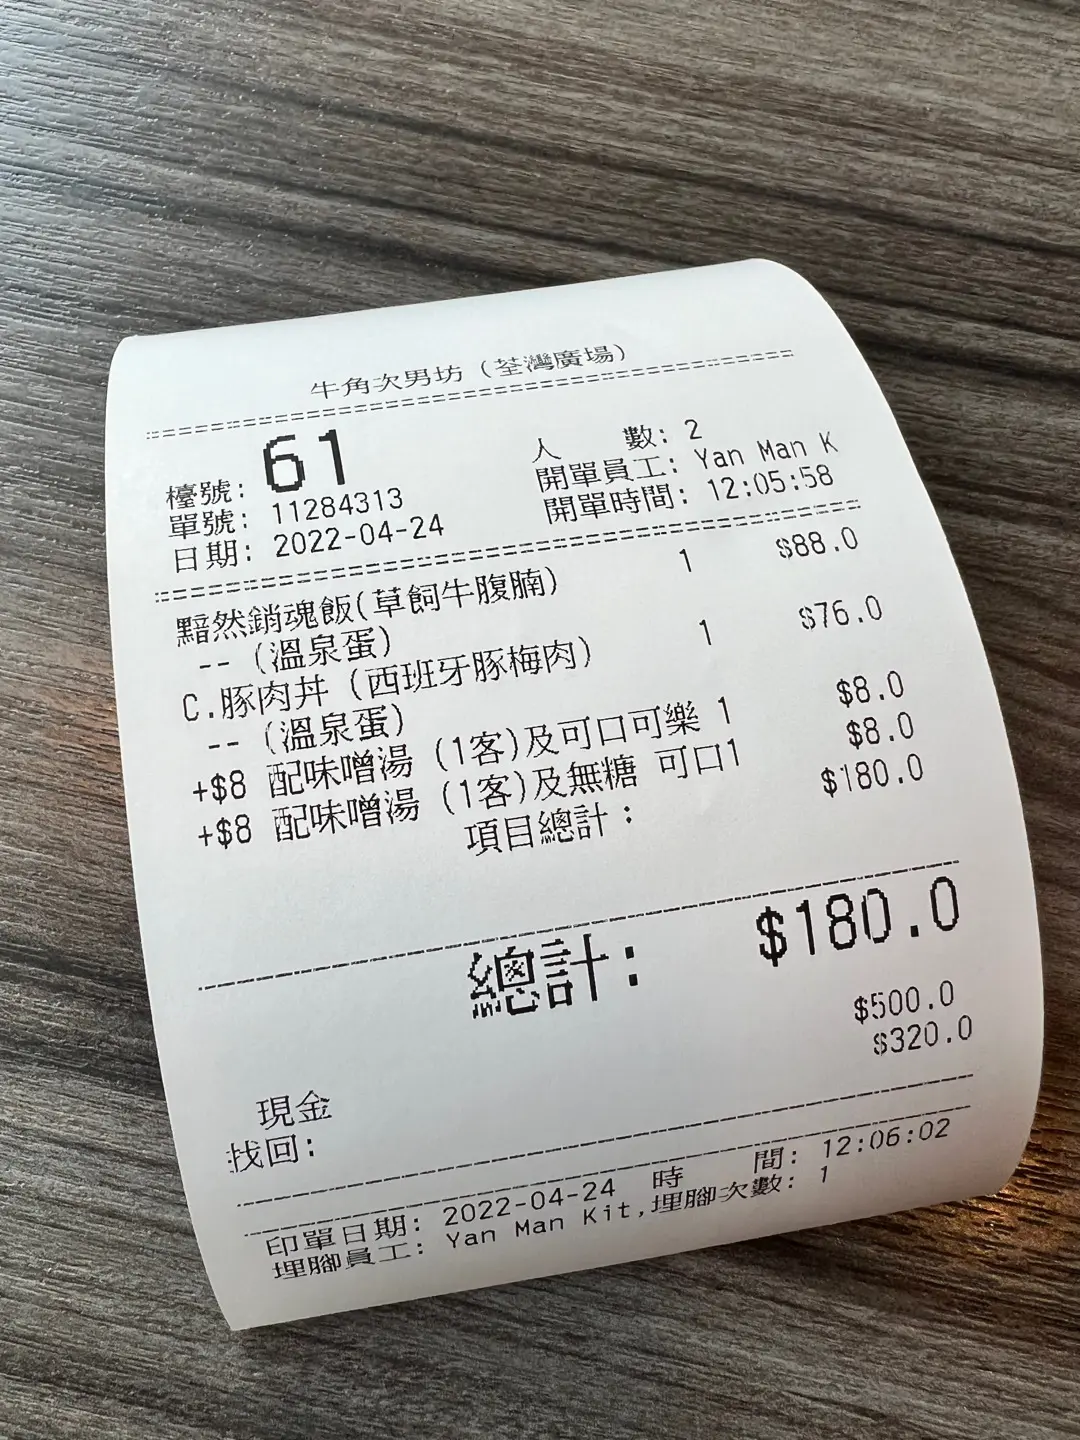 牛角次男坊 (荃灣廣場)
檯號: 61 人 數: 2
單號: 11284313 開單員工: Yan Man K
日期: 2022-04-24 開單時間: 12:05:58
黯然銷魂飯(草飼牛腹腩) 1 $88.0
-- (溫泉蛋)
C.豚肉丼 (西班牙豚梅肉) 1 $76.0
-- (溫泉蛋)
+$8 配味噌湯 (1客)及可口可樂 1 $8.0
+$8 配味噌湯 (1客)及無糖 可口1 $8.0
項目總計: $180.0
總計: $180.0
現金 $500.0
找回: $320.0
印單日期: 2022-04-24 時 間: 12:06:02
埋腳員工: Yan Man Kit,埋腳次數: 1